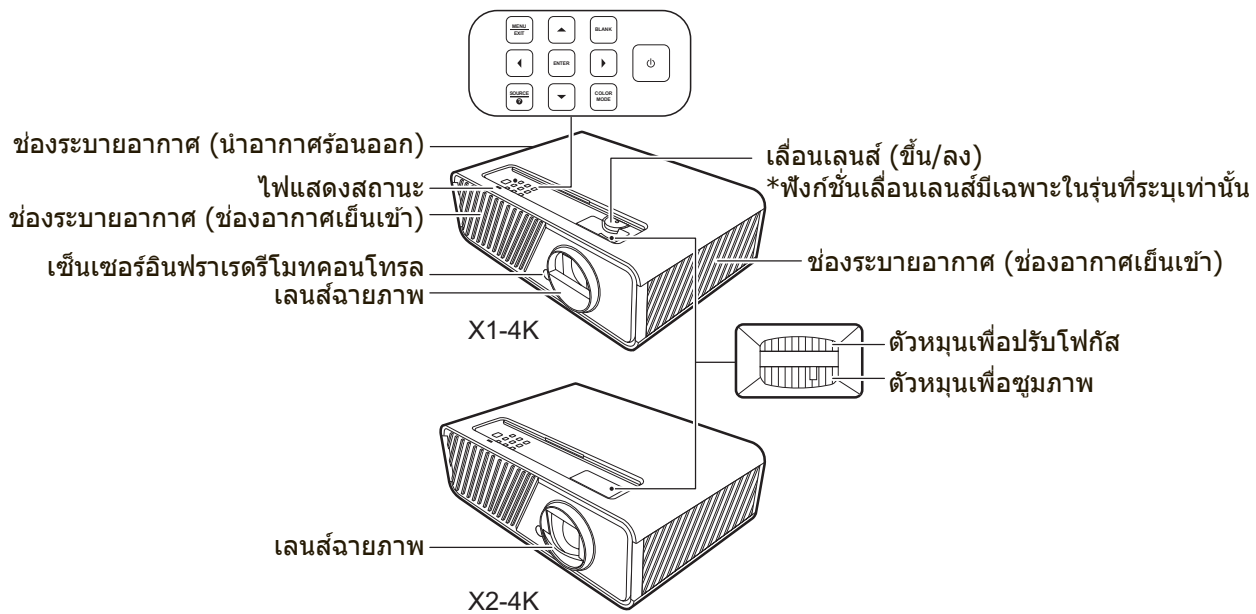 MENU
EXIT
BLANK
ENTER
SOURCE
?
COLOR
MODE
ช่องระบายอากาศ (นำอากาศร้อนออก)
ไฟแสดงสถานะ
ช่องระบายอากาศ (ช่องอากาศเย็นเข้า)
เซ็นเซอร์อินฟราเรดรีโมทคอนโทรล
เลนส์ฉายภาพ
X1-4K
เลื่อนเลนส์ (ขึ้น/ลง)
*ฟังก์ชั่นเลื่อนเลนส์มีเฉพาะในรุ่นที่ระบุเท่านั้น
ช่องระบายอากาศ (ช่องอากาศเย็นเข้า)
ตัวหมุนเพื่อปรับโฟกัส
ตัวหมุนเพื่อซูมภาพ
เลนส์ฉายภาพ
X2-4K